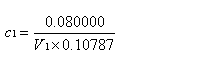 c1 = 0.080000 / V1×0.10787